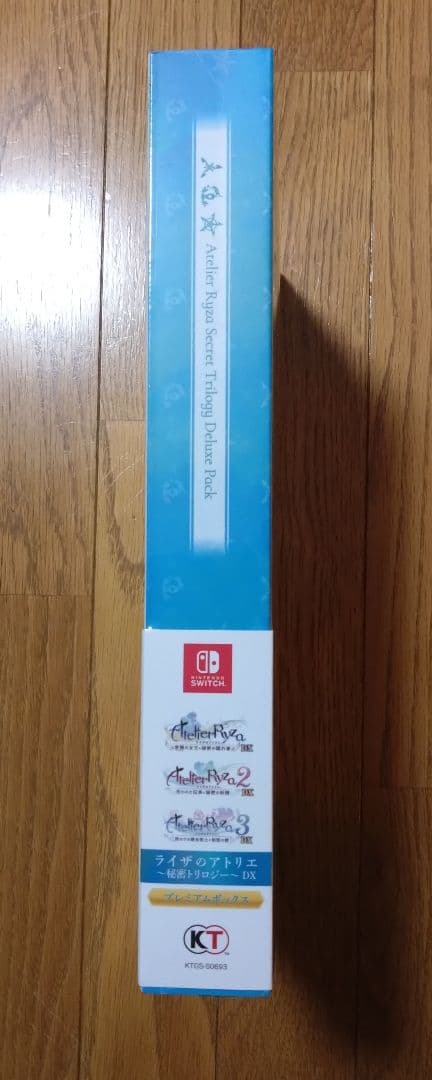 Atelier Ryza Secret Trilogy Deluxe Pack
NINTENDO
SWITCH
Atelier Ryza
DX
Atelier Ryza 2
DX
Atelier Ryza 3
DX
ライザのアトリエ
～秘密トリロジー～ DX
プレミアムボックス
KT
KTGS-S0693